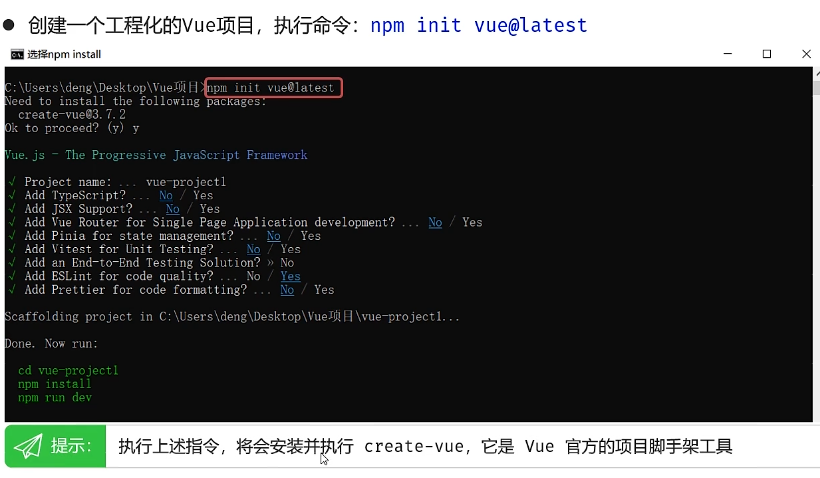 ● 创建一个工程化的Vue项目，执行命令：npm init vue@latest
选择npm install
C:\Users\deng\Desktop\Vue项目>npm init vue@latest
Need to install the following packages:
create-vue@3.7.2
Ok to proceed? (y) y
Vue.js - The Progressive JavaScript Framework
√ Project name: ... vue-project1
√ Add TypeScript? ... No / Yes
√ Add JSX Support? ... No / Yes
√ Add Vue Router for Single Page Application development? ... No / Yes
√ Add Pinia for state management? ... No / Yes
√ Add Vitest for Unit Testing? ... No / Yes
√ Add an End-to-End Testing Solution? » No
√ Add ESLint for code quality? ... No / Yes
√ Add Prettier for code formatting? ... No / Yes
Scaffolding project in C:\Users\deng\Desktop\Vue项目\vue-project1...
Done. Now run:
cd vue-project1
npm install
npm run dev
提示： 执行上述指令，将会安装并执行 create-vue，它是 Vue 官方的项目脚手架工具